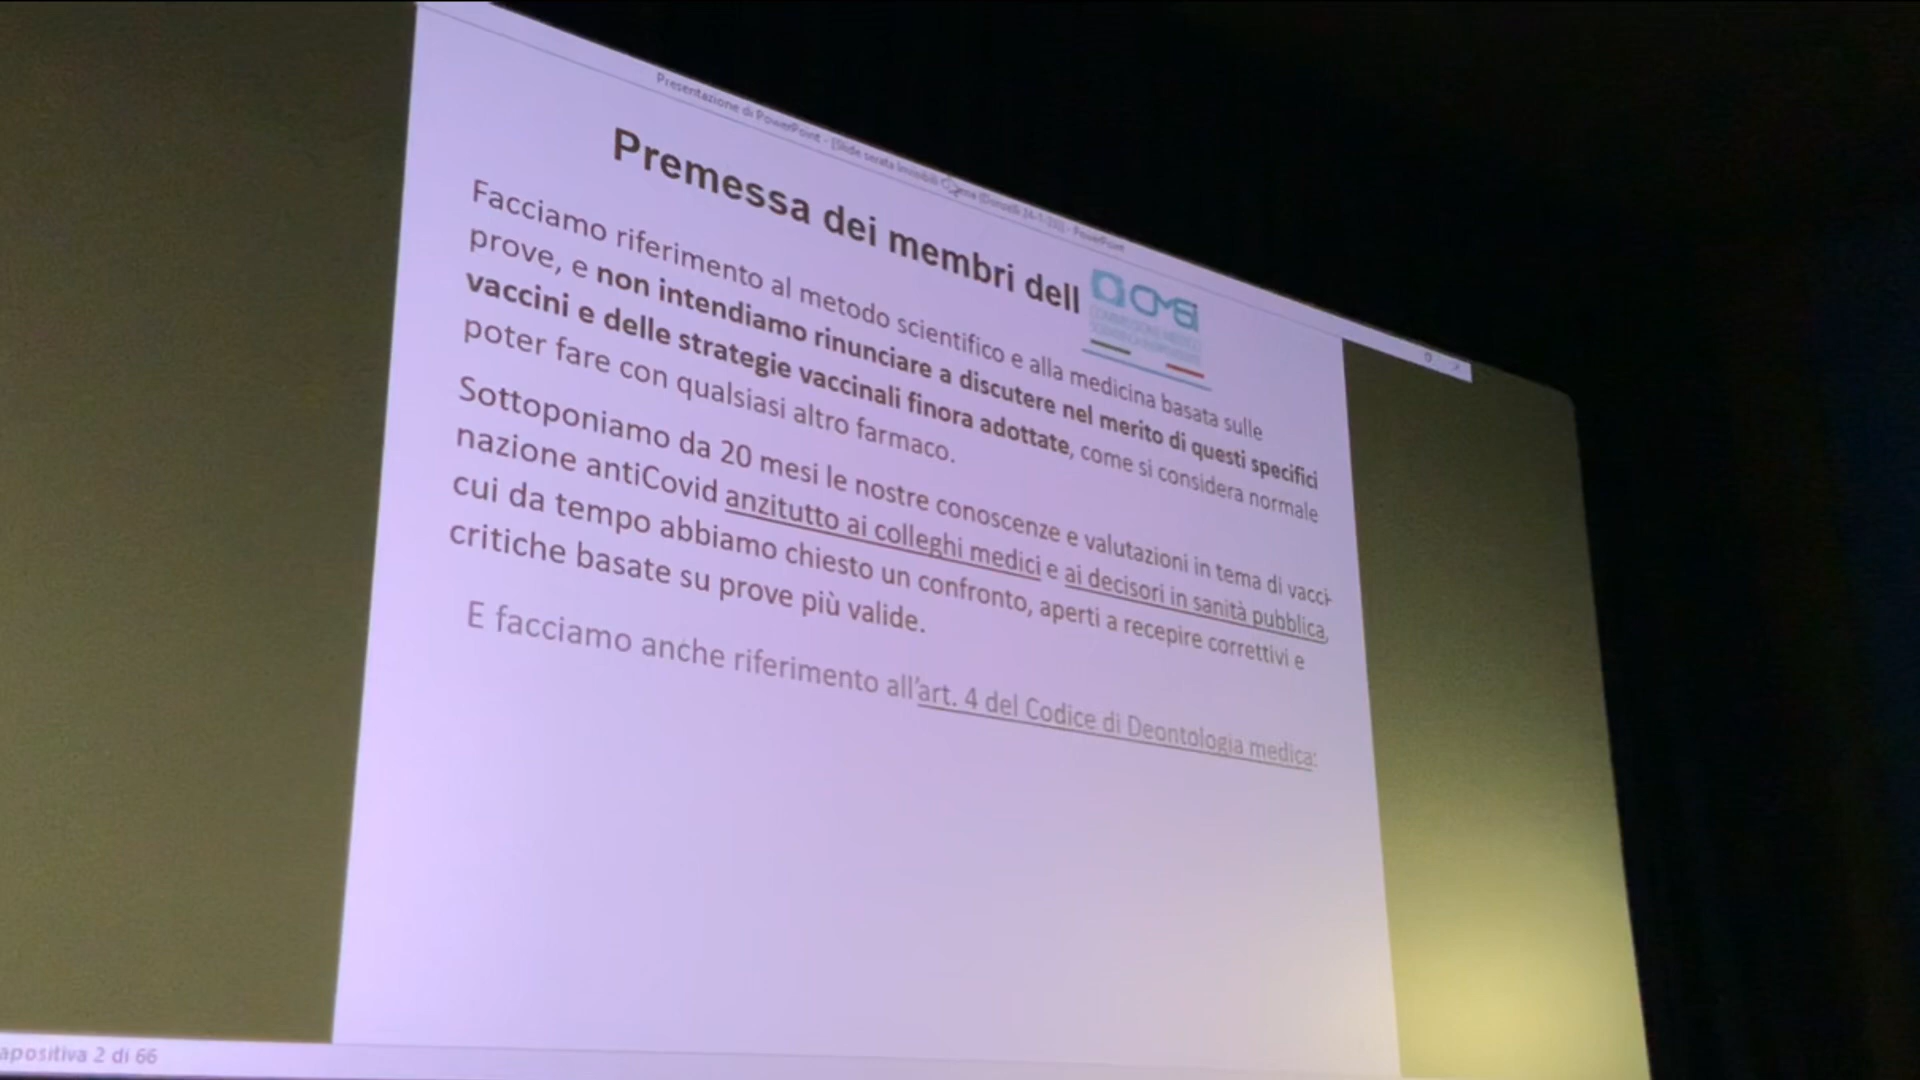 Presentazione di PowerPoint - [Slide serata Invisibili
PowerPoint
Premessa dei membri dell
CMSi
Facciamo riferimento al metodo scientifico e alla medicina basata sulle
prove, e non intendiamo rinunciare a discutere nel merito di questi specifici
vaccini e delle strategie vaccinali finora adottate, come si considera normale
poter fare con qualsiasi altro farmaco.
Sottoponiamo da 20 mesi le nostre conoscenze e valutazioni in tema di vacci-
nazione antiCovid anzitutto ai colleghi medici e ai decisori in sanità pubblica,
cui da tempo abbiamo chiesto un confronto, aperti a recepire correttivi e
critiche basate su prove più valide.
E facciamo anche riferimento all’art. 4 del Codice di Deontologia medica:
apositiva 2 di 66